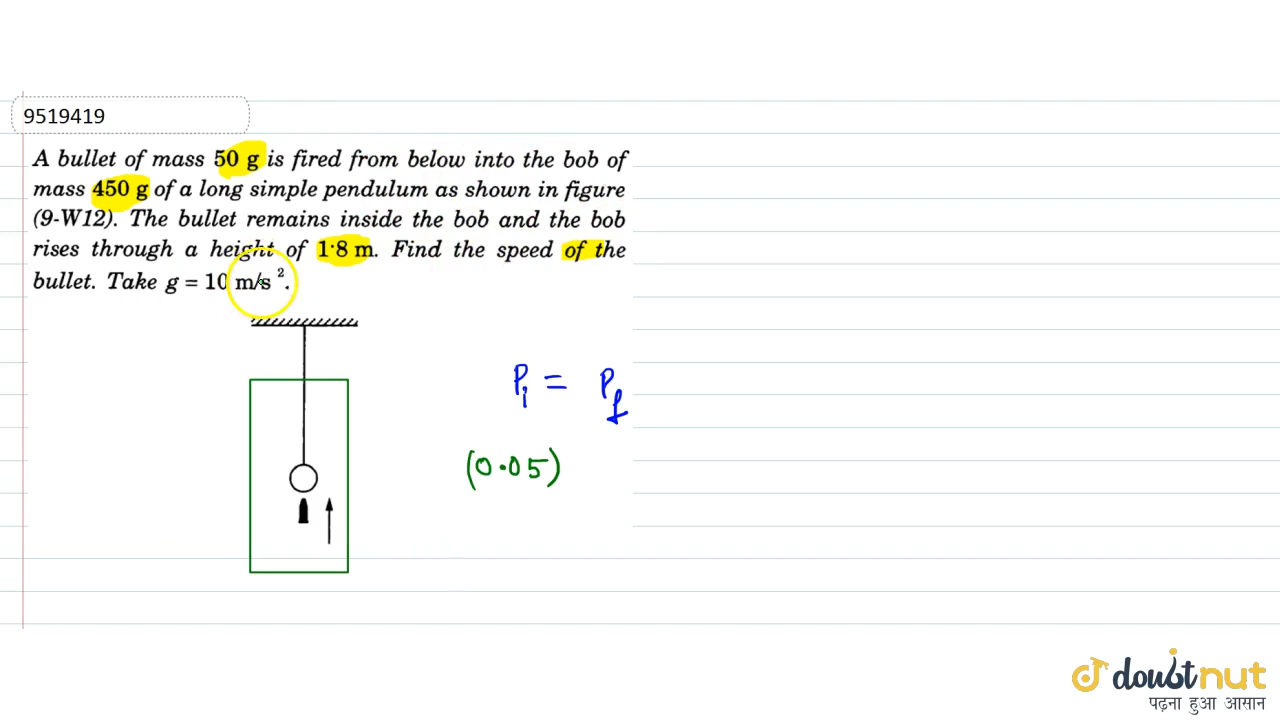 9519419
A bullet of mass 50 g is fired from below into the bob of
mass 450 g of a long simple pendulum as shown in figure
(9-W12). The bullet remains inside the bob and the bob
rises through a height of 1·8 m. Find the speed of the
bullet. Take g = 10 m/s².
Pi = Pf
(0.05)
doubtnut
पढ़ना हुआ आसान